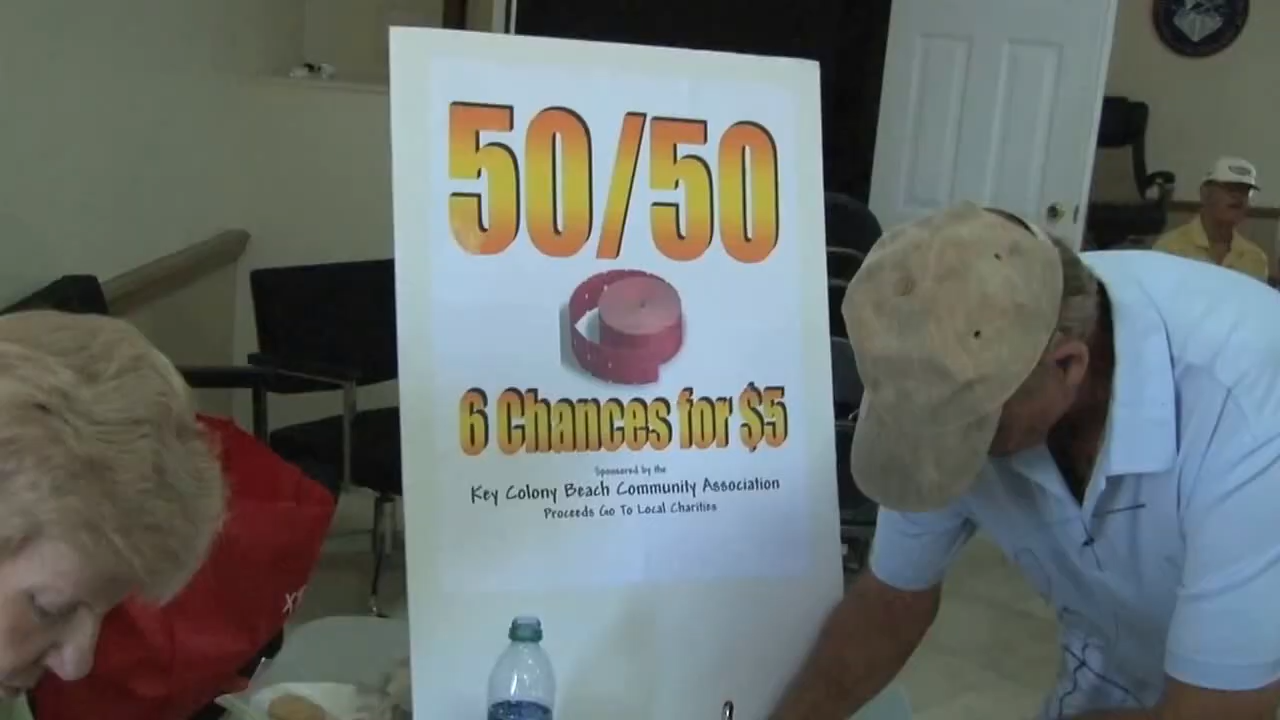 50/50
6 Chances for $5
Sponsored by the
Key Colony Beach Community Association
Proceeds Go To Local Charities